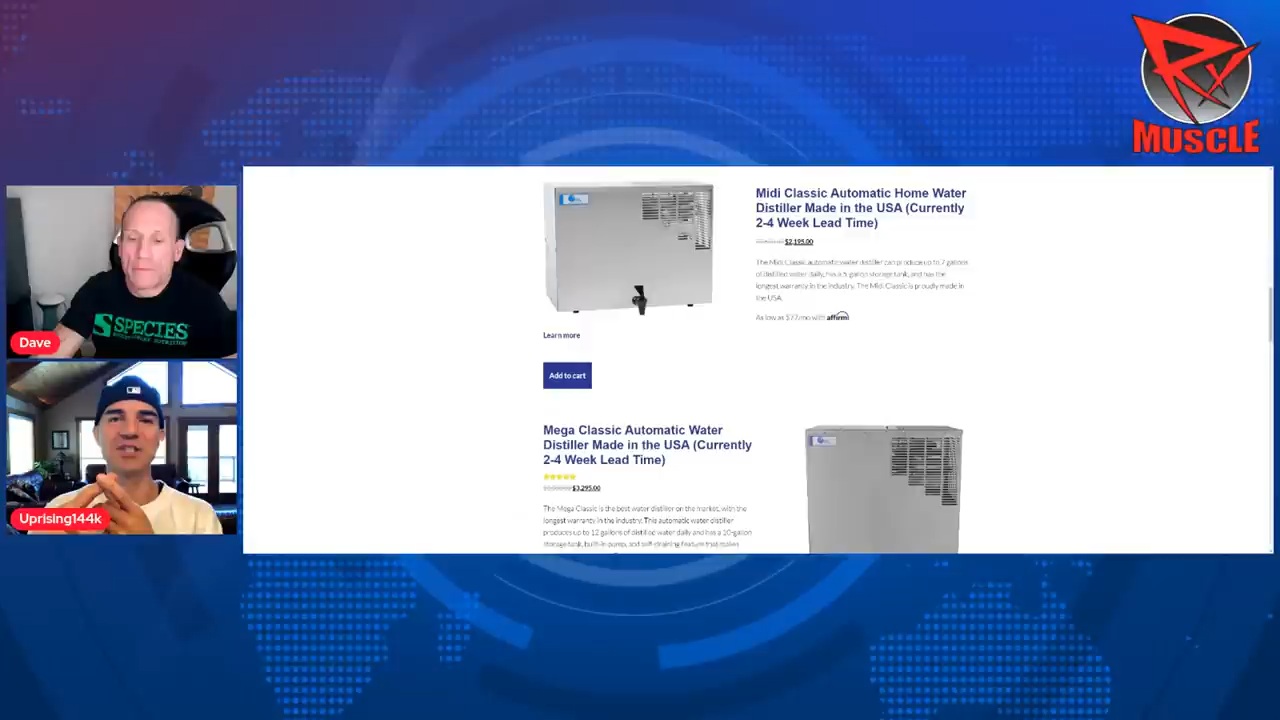 Rx
MUSCLE
SPECIES
Dave
Uprising144k
Midi Classic Automatic Home Water
Distiller Made in the USA (Currently
2-4 Week Lead Time)
$2,195.00
The Midi Classic automatic water distiller can produce up to 7 gallons
of distilled water daily, has a 5 gallon storage tank, and has the
longest warranty in the industry. The Midi Classic is proudly made in
the USA.
As low as $77/mo with affirm
Learn more
Add to cart
Mega Classic Automatic Water
Distiller Made in the USA (Currently
2-4 Week Lead Time)
$3,295.00
The Mega Classic is the best water distiller on the market, with the
longest warranty in the industry. This automatic water distiller
produces up to 12 gallons of distilled water daily and has a 10-gallon
storage tank, built-in pump, and self-draining feature that makes